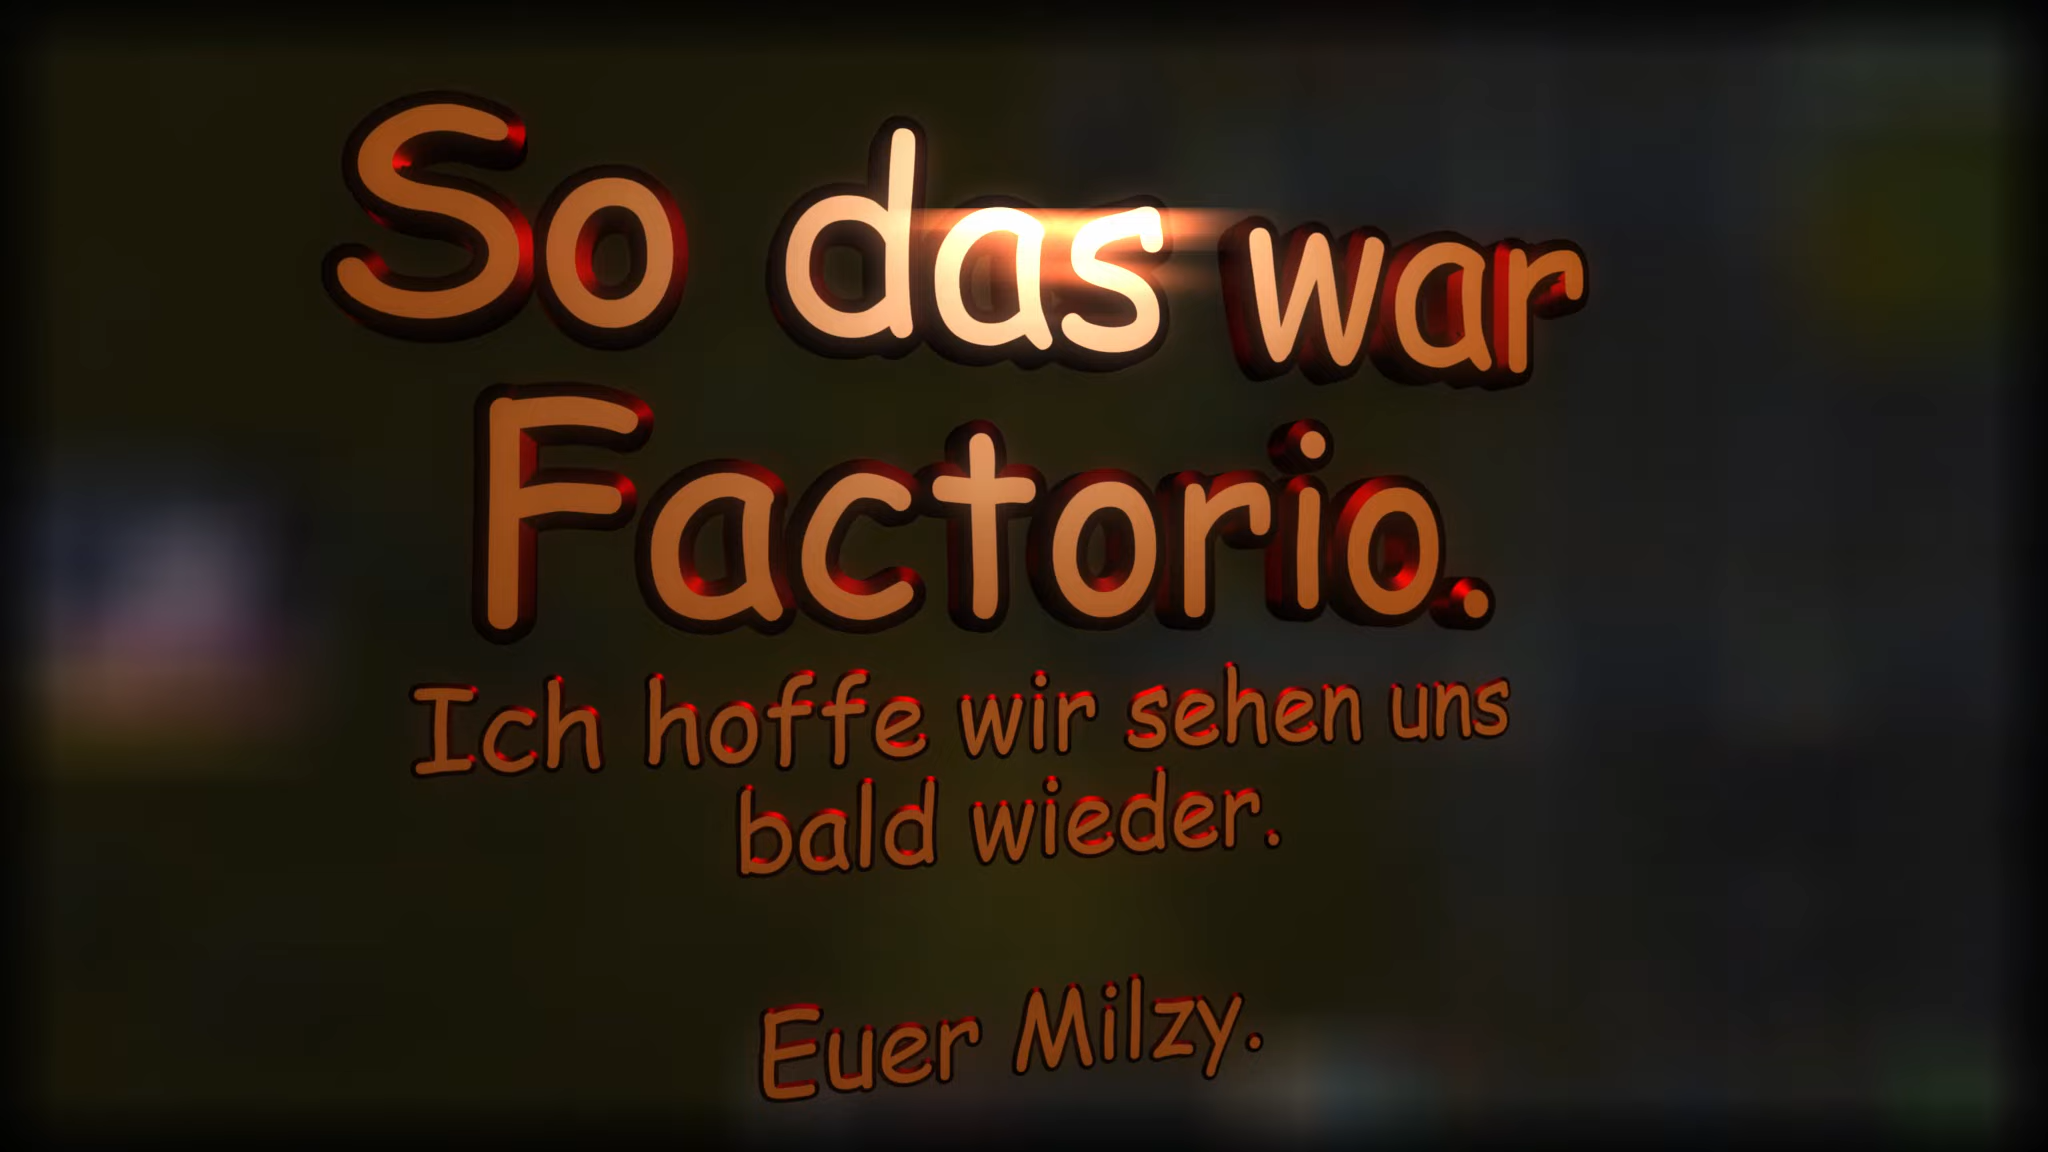 So das war
Factorio.
Ich hoffe wir sehen uns
bald wieder.
Euer Milzy.